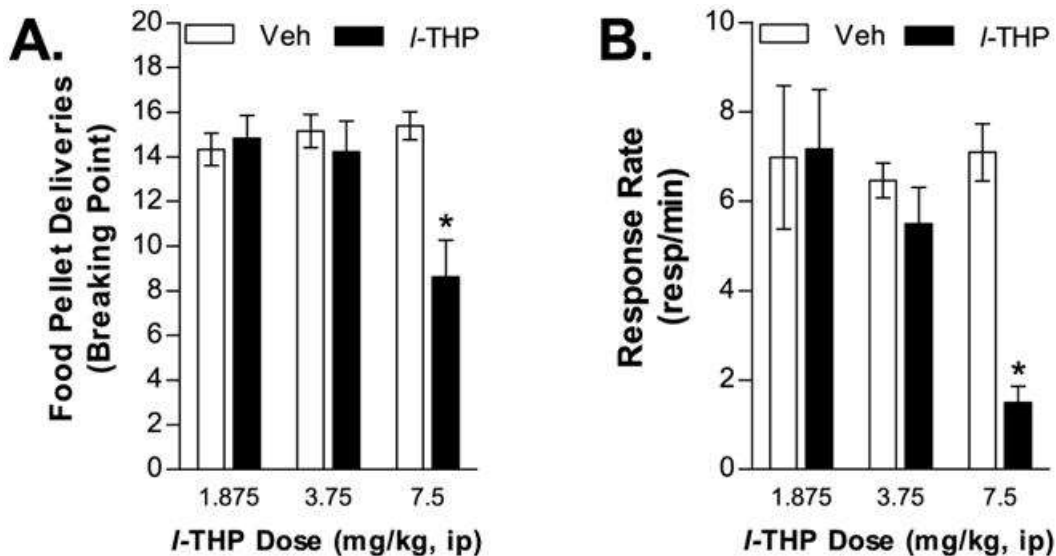 A.
Veh l-THP
Food Pellet Deliveries
(Breaking Point)
20
18
16
14
12
10
8
6
4
2
0
*
1.875 3.75 7.5
l-THP Dose (mg/kg, ip)
B.
Veh l-THP
Response Rate
(resp/min)
10
8
6
4
2
0
*
1.875 3.75 7.5
l-THP Dose (mg/kg, ip)